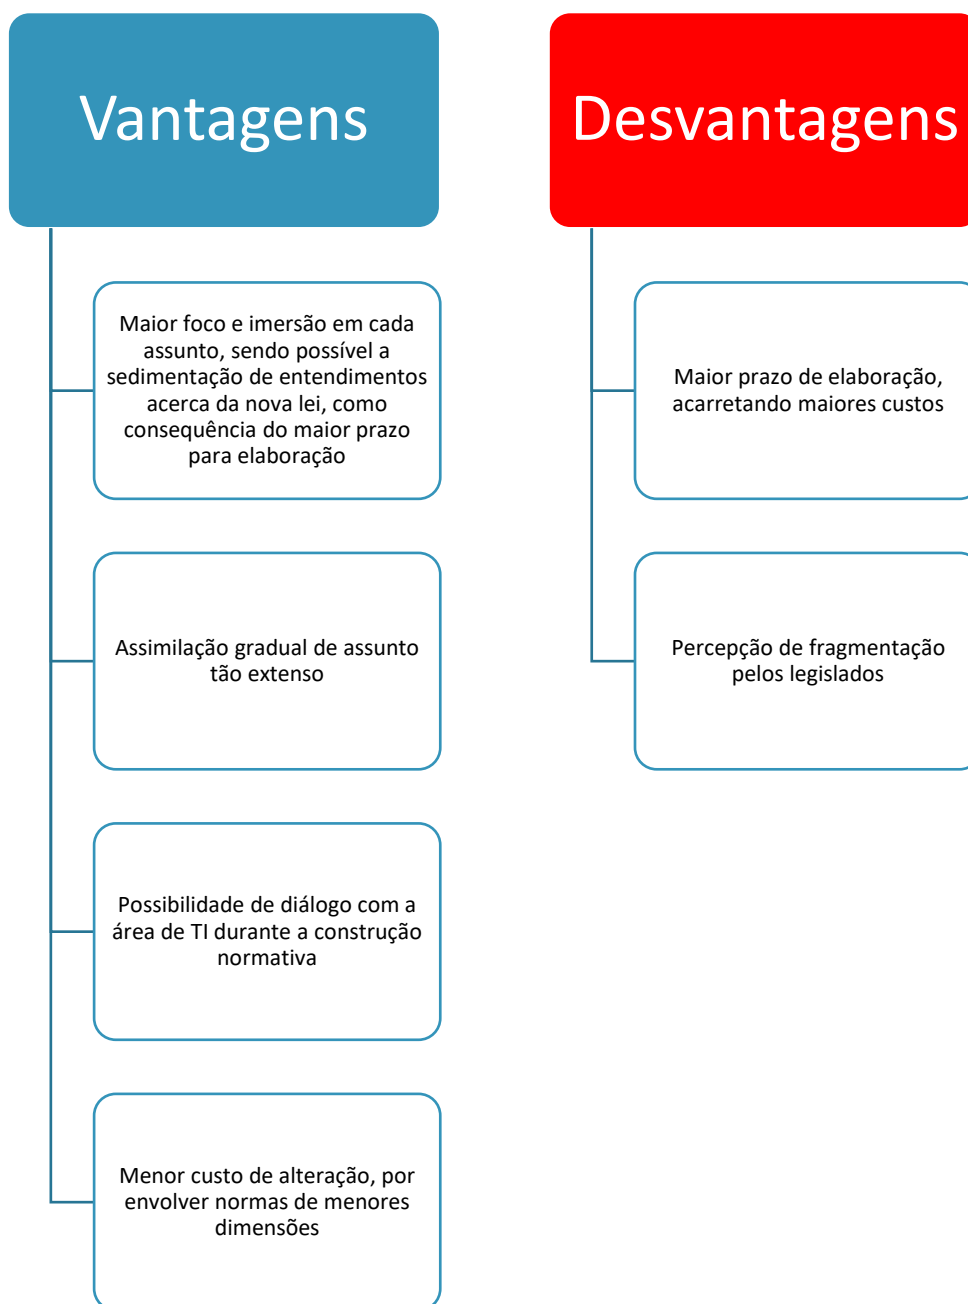 Vantagens
Maior foco e imersão em cada
assunto, sendo possível a
sedimentação de entendimentos
acerca da nova lei, como
consequência do maior prazo
para elaboração
Assimilação gradual de assunto
tão extenso
Possibilidade de diálogo com a
área de TI durante a construção
normativa
Menor custo de alteração, por
envolver normas de menores
dimensões
Desvantagens
Maior prazo de elaboração,
acarretando maiores custos
Percepção de fragmentação
pelos legislados